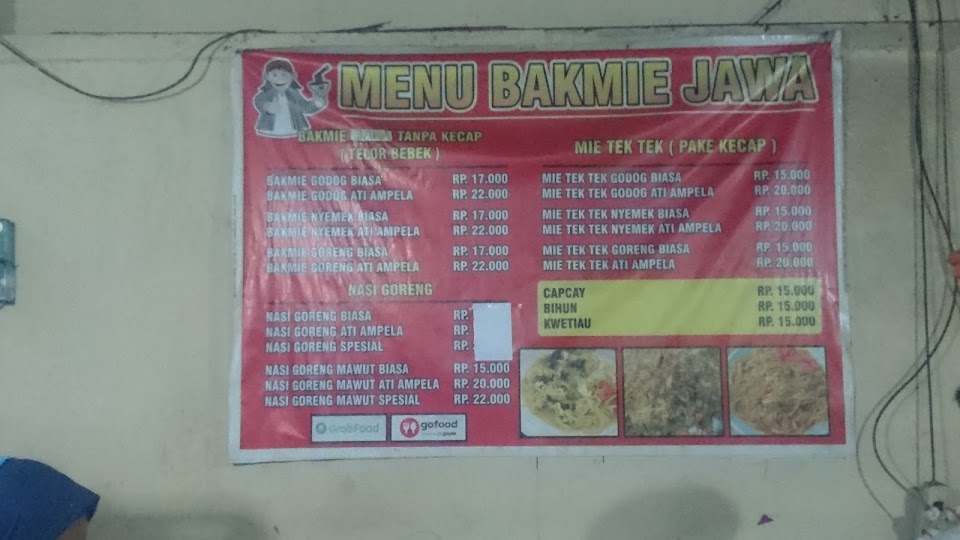 MENU BAKMIE JAWA
BAKMIE JAWA TANPA KECAP
( TELOR BEBEK )
BAKMIE GODOG BIASA RP. 17.000
BAKMIE GODOG ATI AMPELA RP. 22.000
BAKMIE NYEMEK BIASA RP. 17.000
BAKMIE NYEMEK ATI AMPELA RP. 22.000
BAKMIE GORENG BIASA RP. 17.000
BAKMIE GORENG ATI AMPELA RP. 22.000
NASI GORENG
NASI GORENG BIASA RP.
NASI GORENG ATI AMPELA RP.
NASI GORENG SPESIAL RP.
NASI GORENG MAWUT BIASA RP. 15.000
NASI GORENG MAWUT ATI AMPELA RP. 20.000
NASI GORENG MAWUT SPESIAL RP. 22.000
GrabFood
gofood
MIE TEK TEK ( PAKE KECAP )
MIE TEK TEK GODOG BIASA RP. 15.000
MIE TEK TEK GODOG ATI AMPELA RP. 20.000
MIE TEK TEK NYEMEK BIASA RP. 15.000
MIE TEK TEK NYEMEK ATI AMPELA RP. 20.000
MIE TEK TEK GORENG BIASA RP. 15.000
MIE TEK TEK ATI AMPELA RP. 20.000
CAPCAY RP. 15.000
BIHUN RP. 15.000
KWETIAU RP. 15.000